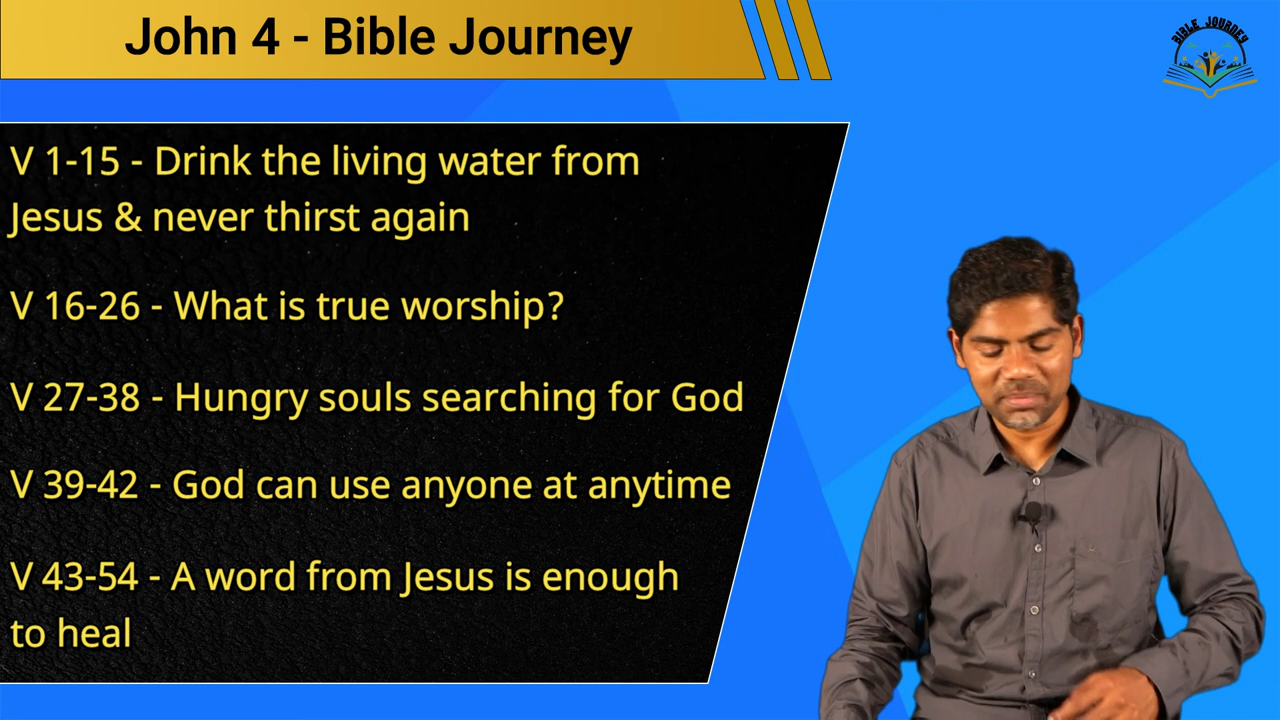 John 4 - Bible Journey
BIBLE JOURNEY
V 1-15 - Drink the living water from
Jesus & never thirst again
V 16-26 - What is true worship?
V 27-38 - Hungry souls searching for God
V 39-42 - God can use anyone at anytime
V 43-54 - A word from Jesus is enough
to heal